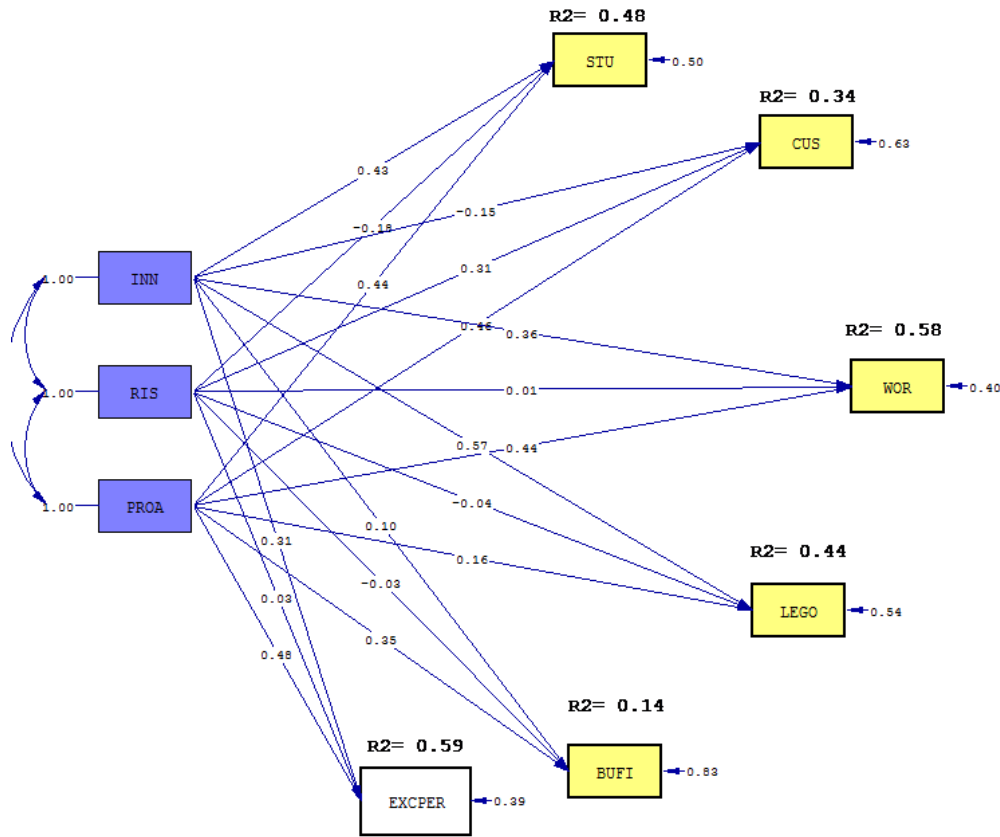 R2= 0.48
STU
0.50
R2= 0.34
CUS
0.63
0.43
-0.15
-0.18
0.31
1.00
INN
0.44
0.46
0.36
R2= 0.58
1.00
RIS
0.01
WOR
0.40
0.57
0.44
1.00
PROA
-0.04
0.10
0.31
0.16
R2= 0.44
-0.03
0.03
LEGO
0.54
0.35
0.48
R2= 0.14
R2= 0.59
BUFI
0.83
EXCPER
0.39